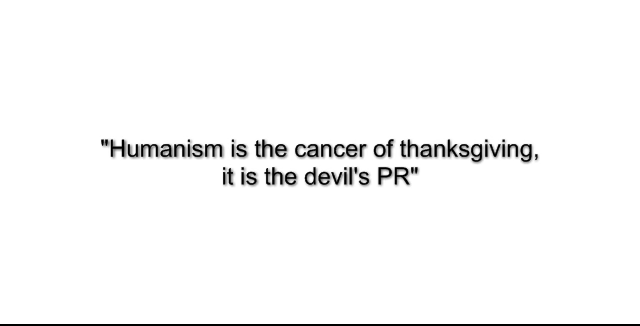 "Humanism is the cancer of thanksgiving,
it is the devil's PR"